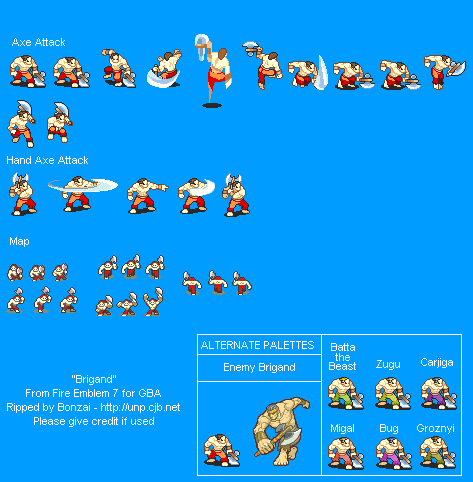 Axe Attack
Hand Axe Attack
Map
"Brigand"
From Fire Emblem 7 for GBA
Ripped by Bonzai - http://unp.cjb.net
Please give credit if used
ALTERNATE PALETTES
Enemy Brigand
Batta
the
Beast
Zugu
Carjiga
Migal
Bug
Groznyi